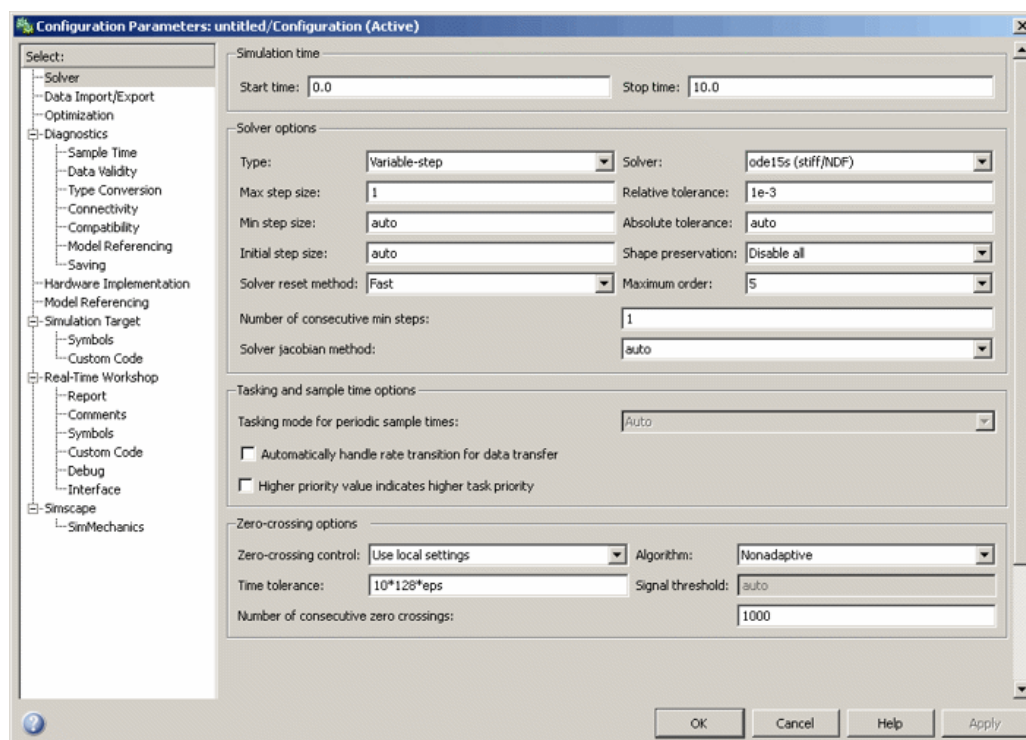 Configuration Parameters: untitled/Configuration (Active)
Select:
Solver
Data Import/Export
Optimization
Diagnostics
Sample Time
Data Validity
Type Conversion
Connectivity
Compatibility
Model Referencing
Saving
Hardware Implementation
Model Referencing
Simulation Target
Symbols
Custom Code
Real-Time Workshop
Report
Comments
Symbols
Custom Code
Debug
Interface
Simscape
SimMechanics
Simulation time
Start time: 0.0 Stop time: 10.0
Solver options
Type: Variable-step Solver: ode15s (stiff/NDF)
Max step size: 1 Relative tolerance: 1e-3
Min step size: auto Absolute tolerance: auto
Initial step size: auto Shape preservation: Disable all
Solver reset method: Fast Maximum order: 5
Number of consecutive min steps: 1
Solver jacobian method: auto
Tasking and sample time options
Tasking mode for periodic sample times: Auto
Automatically handle rate transition for data transfer
Higher priority value indicates higher task priority
Zero-crossing options
Zero-crossing control: Use local settings Algorithm: Nonadaptive
Time tolerance: 10*128*eps Signal threshold: auto
Number of consecutive zero crossings: 1000
OK Cancel Help Apply